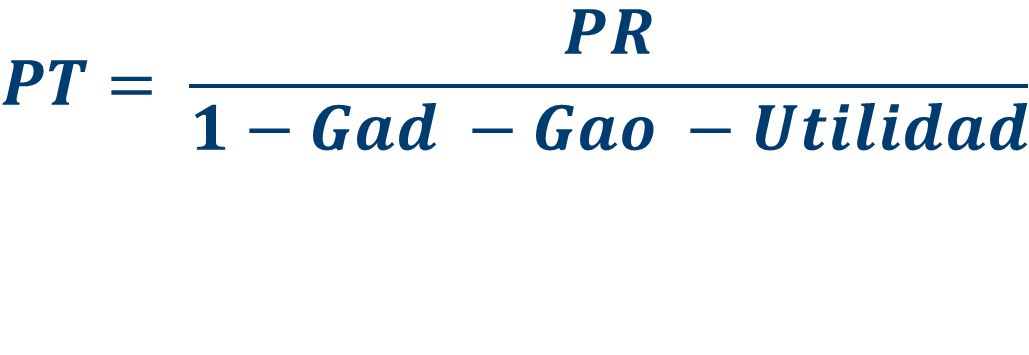 PT = PR
1 − Gad − Gao − Utilidad